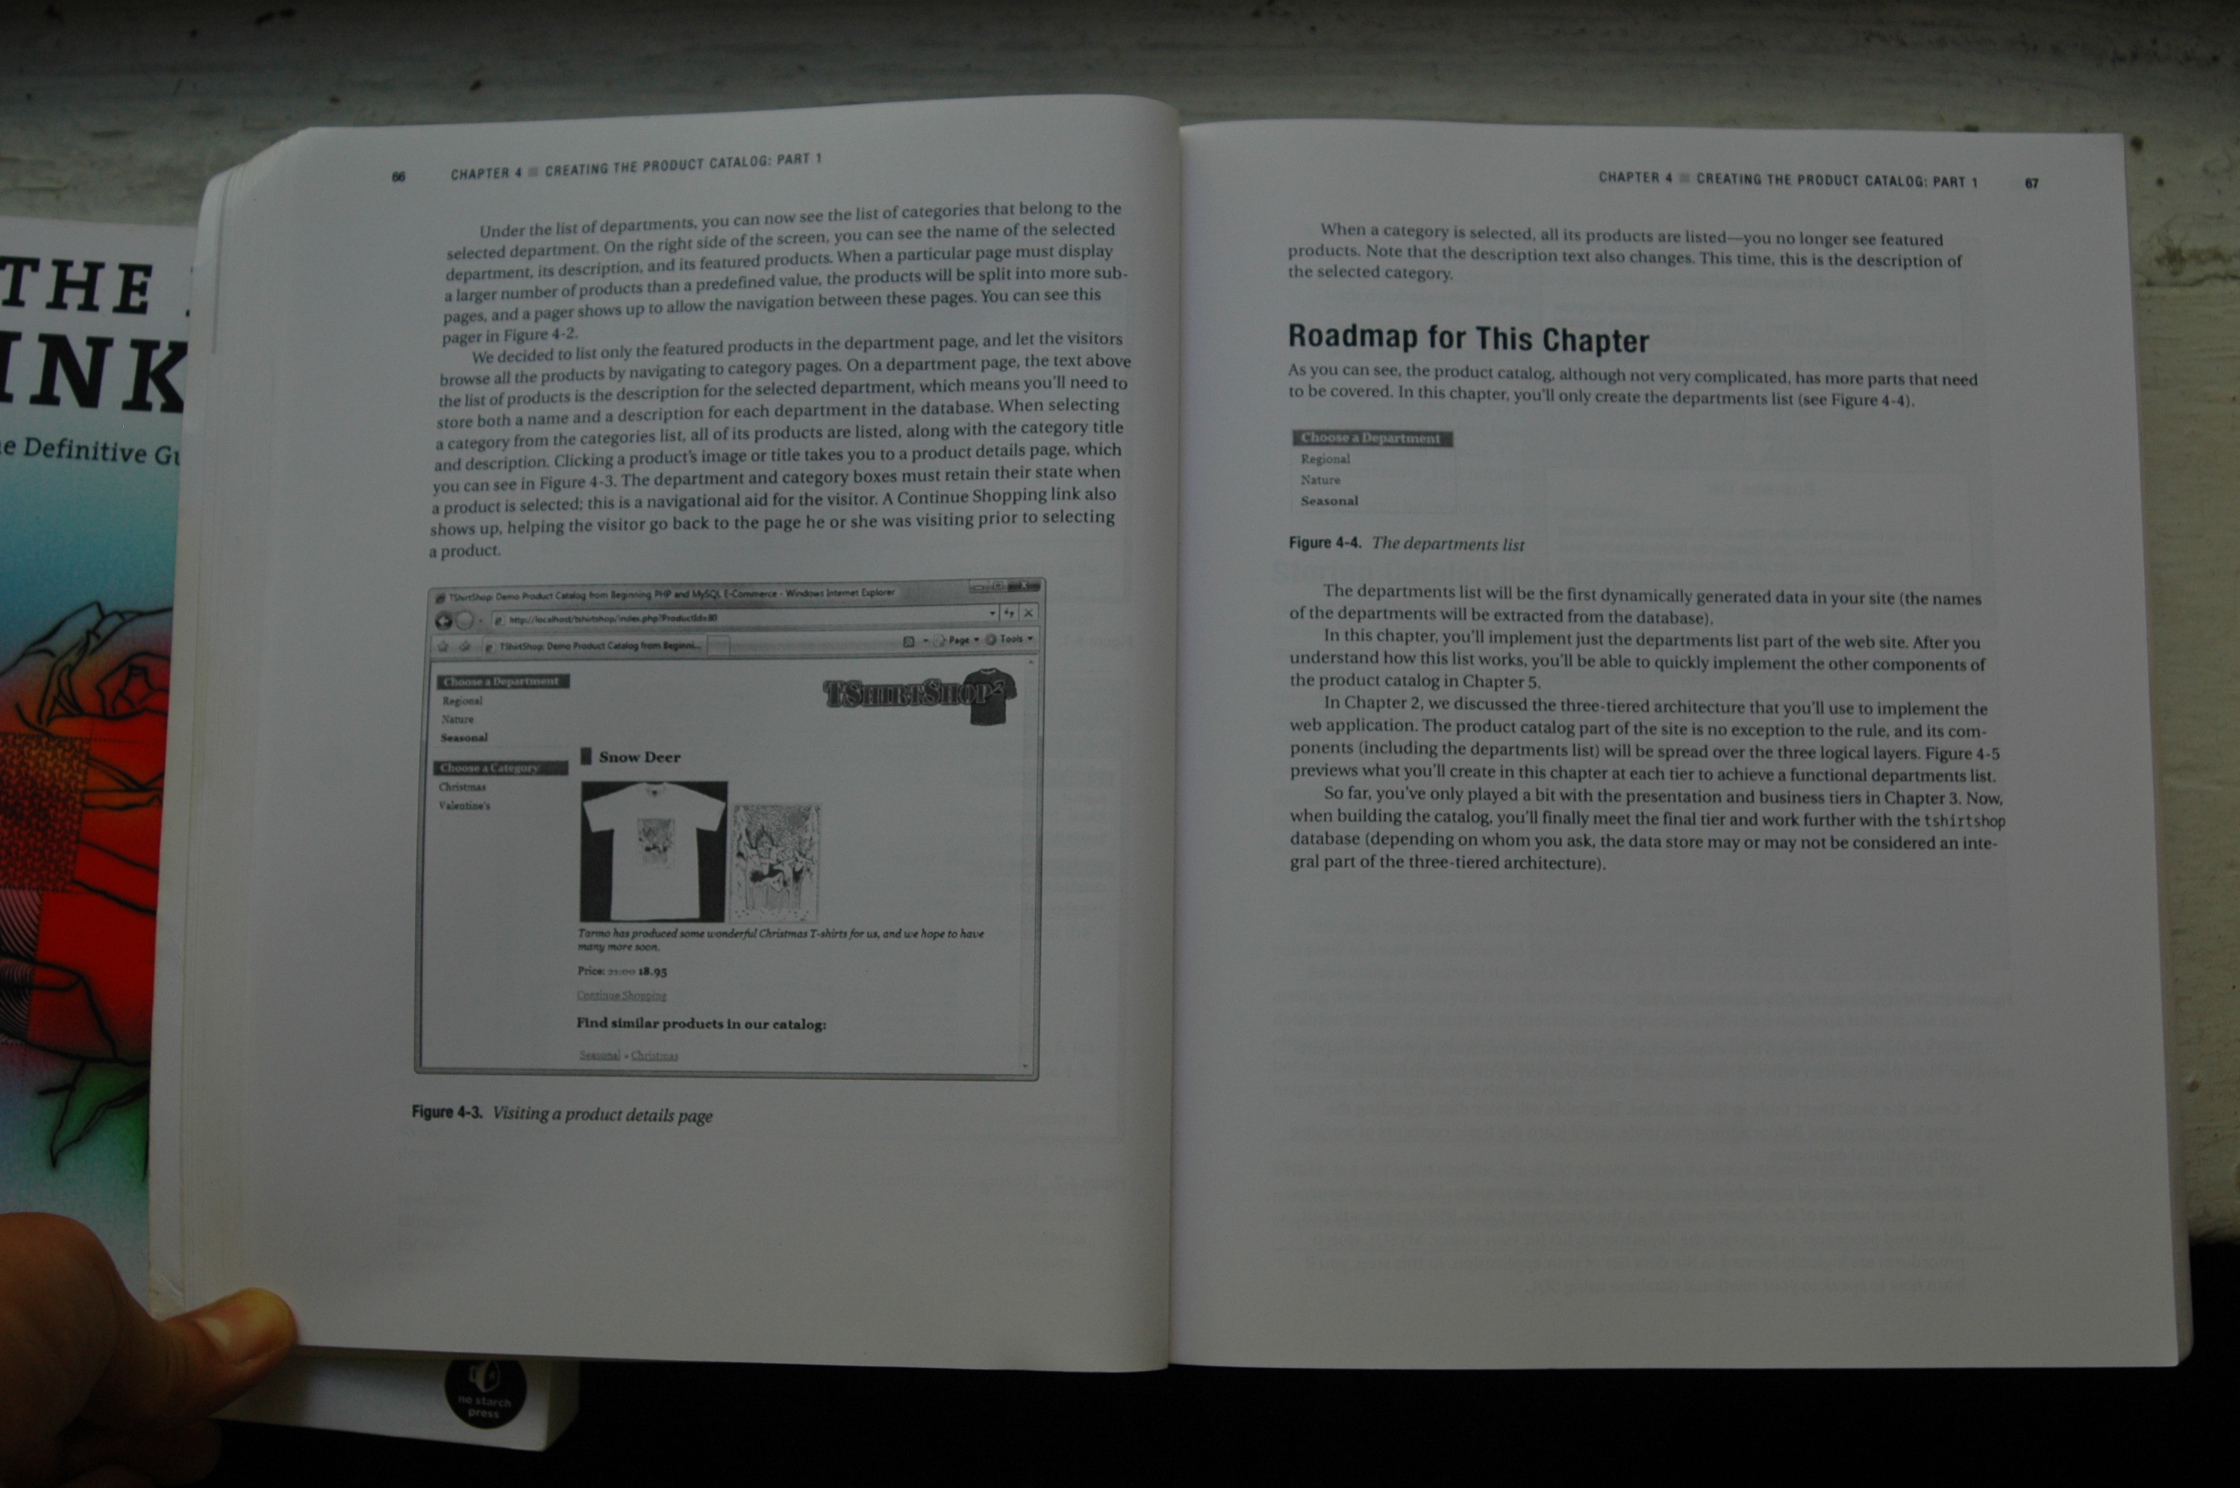 THE
INK
e Definitive Gu
66 CHAPTER 4 ■ CREATING THE PRODUCT CATALOG: PART 1
Under the list of departments, you can now see the list of categories that belong to the
selected department. On the right side of the screen, you can see the name of the selected
department, its description, and its featured products. When a particular page must display
a larger number of products than a predefined value, the products will be split into more sub-
pages, and a pager shows up to allow the navigation between these pages. You can see this
pager in Figure 4-2.
We decided to list only the featured products in the department page, and let the visitors
browse all the products by navigating to category pages. On a department page, the text above
the list of products is the description for the selected department, which means you'll need to
store both a name and a description for each department in the database. When selecting
a category from the categories list, all of its products are listed, along with the category title
and description. Clicking a product's image or title takes you to a product details page, which
you can see in Figure 4-3. The department and category boxes must retain their state when
a product is selected; this is a navigational aid for the visitor. A Continue Shopping link also
shows up, helping the visitor go back to the page he or she was visiting prior to selecting
a product.
TShirtShop: Demo Product Catalog from Beginning PHP and MySQL E-Commerce - Windows Internet Explorer
http://localhost/tshirtshop/index.php?ProductId=80
TShirtShop: Demo Product Catalog from Beginni...
Page
Tools
Choose a Department
Regional
Nature
Seasonal
TShirtShop
Choose a Category
Christmas
Valentine's
Snow Deer
Tarmo has produced some wonderful Christmas T-shirts for us, and we hope to have
many more soon.
Price: 21.00 18.95
Continue Shopping
Find similar products in our catalog:
Seasonal » Christmas
Figure 4-3. Visiting a product details page
no starch
press
CHAPTER 4 ■ CREATING THE PRODUCT CATALOG: PART 1 67
When a category is selected, all its products are listed—you no longer see featured
products. Note that the description text also changes. This time, this is the description of
the selected category.
Roadmap for This Chapter
As you can see, the product catalog, although not very complicated, has more parts that need
to be covered. In this chapter, you'll only create the departments list (see Figure 4-4).
Choose a Department
Regional
Nature
Seasonal
Figure 4-4. The departments list
The departments list will be the first dynamically generated data in your site (the names
of the departments will be extracted from the database).
In this chapter, you'll implement just the departments list part of the web site. After you
understand how this list works, you'll be able to quickly implement the other components of
the product catalog in Chapter 5.
In Chapter 2, we discussed the three-tiered architecture that you'll use to implement the
web application. The product catalog part of the site is no exception to the rule, and its com-
ponents (including the departments list) will be spread over the three logical layers. Figure 4-5
previews what you'll create in this chapter at each tier to achieve a functional departments list.
So far, you've only played a bit with the presentation and business tiers in Chapter 3. Now,
when building the catalog, you'll finally meet the final tier and work further with the tshirtshop
database (depending on whom you ask, the data store may or may not be considered an inte-
gral part of the three-tiered architecture).